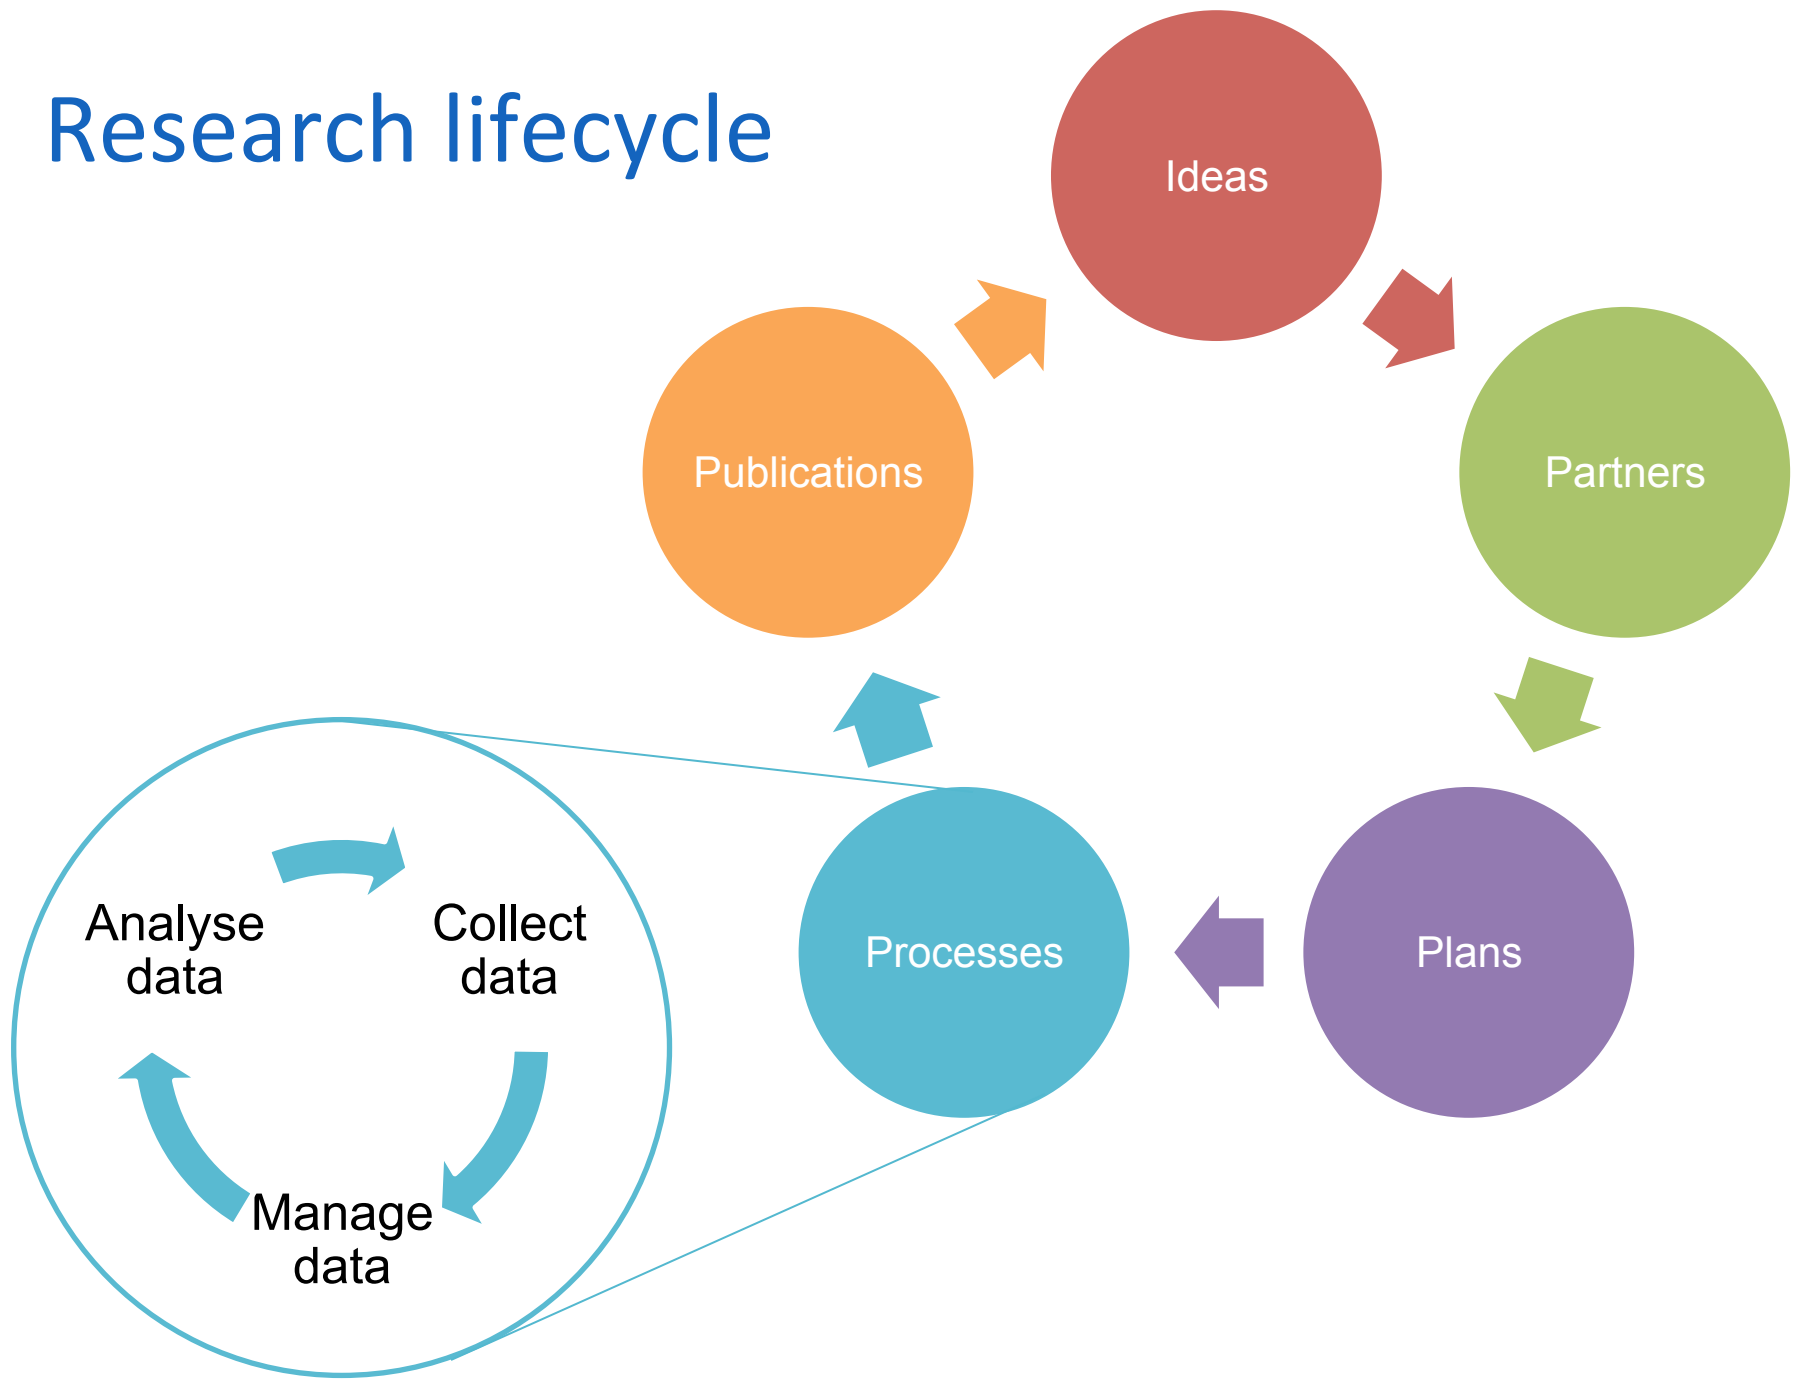 Research lifecycle
Ideas
Partners
Plans
Processes
Publications
Collect
data
Manage
data
Analyse
data